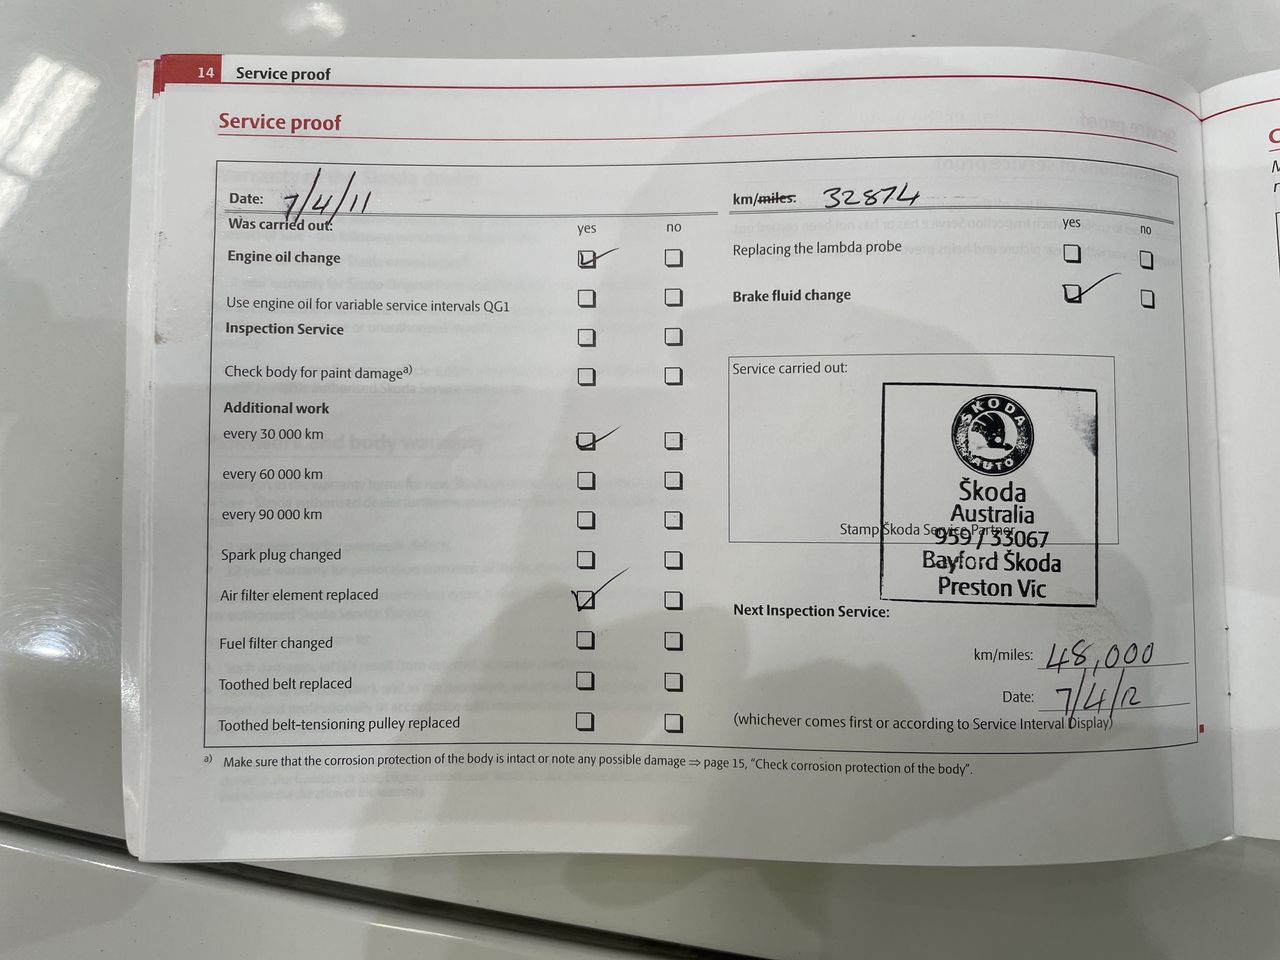 14 Service proof
Service proof
Date: 7/4/11
km/miles: 32874
Was carried out: yes no
Engine oil change
Use engine oil for variable service intervals QG1
Inspection Service
Check body for paint damagea)
Additional work
every 30 000 km
every 60 000 km
every 90 000 km
Spark plug changed
Air filter element replaced
Fuel filter changed
Toothed belt replaced
Toothed belt-tensioning pulley replaced
yes no
Replacing the lambda probe
Brake fluid change
Service carried out:
SKODA
AUTO
Škoda
Australia
Stamp Škoda Service Partner
959 / 33067
Bayford Škoda
Preston Vic
Next Inspection Service:
km/miles: 48,000
Date: 7/4/12
(whichever comes first or according to Service Interval Display)
a) Make sure that the corrosion protection of the body is intact or note any possible damage ⇒ page 15, “Check corrosion protection of the body”.